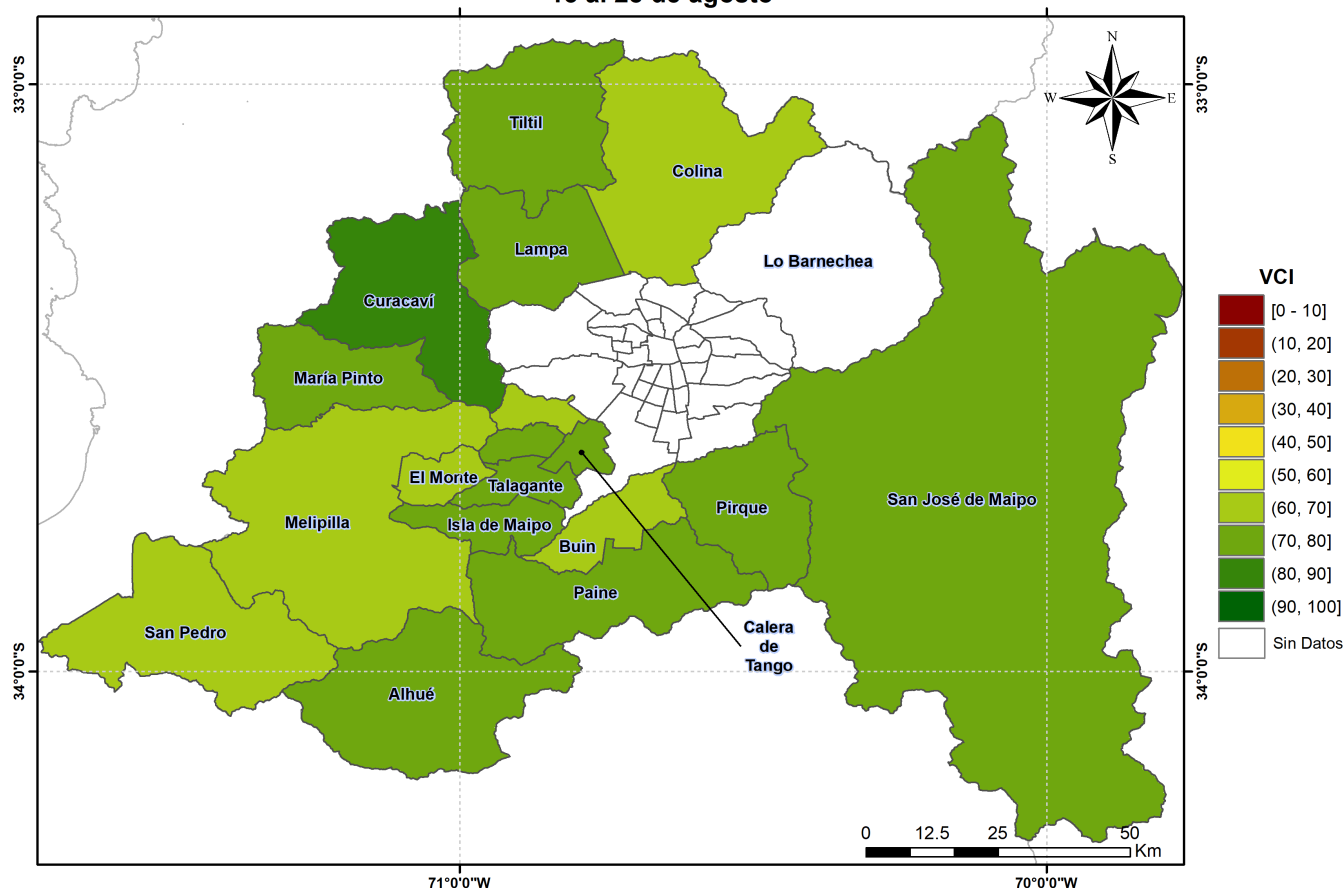 N
W E
S
33°0'0"S
33°0'0"S
Tiltil
Colina
Lampa
Lo Barnechea
Curacaví
María Pinto
El Monte
Talagante
Melipilla
Isla de Maipo
Pirque
San José de Maipo
Buin
Paine
San Pedro
Calera
de
Tango
Alhué
34°0'0"S
34°0'0"S
VCI
[0 - 10]
(10, 20]
(20, 30]
(30, 40]
(40, 50]
(50, 60]
(60, 70]
(70, 80]
(80, 90]
(90, 100]
Sin Datos
0 12.5 25 50
Km
71°0'0"W
70°0'0"W